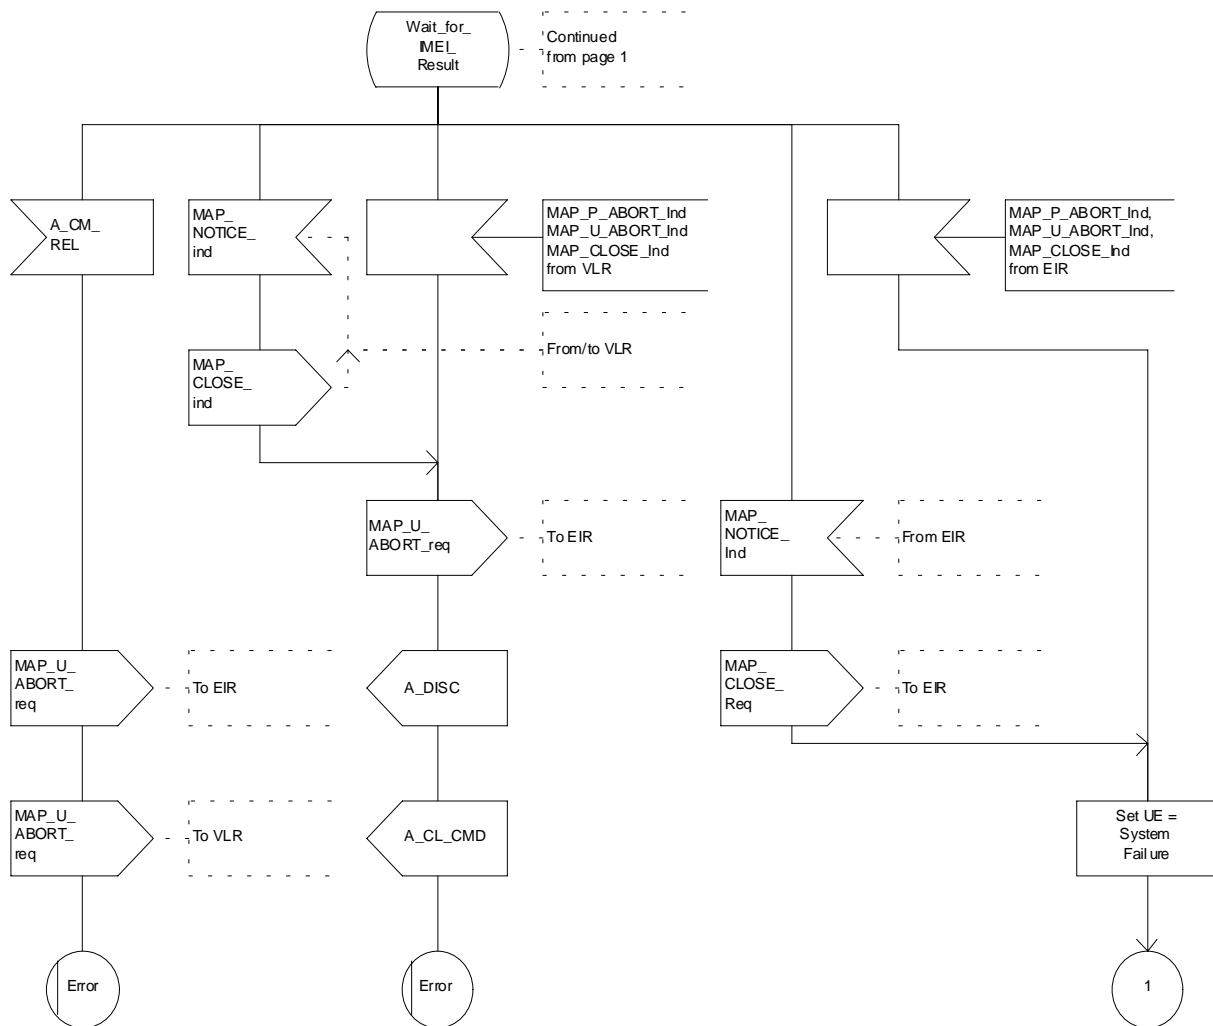 Wait_for_
IMEI_
Result
Continued
from page 1
A_CM_
REL
MAP_
NOTICE_
ind
MAP_P_ABORT_Ind
MAP_U_ABORT_Ind
MAP_CLOSE_Ind
from VLR
MAP_P_ABORT_Ind,
MAP_U_ABORT_Ind,
MAP_CLOSE_Ind
from EIR
MAP_
CLOSE_
ind
From/to VLR
MAP_U_
ABORT_req
To EIR
MAP_
NOTICE_
Ind
From EIR
MAP_U_
ABORT_
req
To EIR
A_DISC
MAP_
CLOSE_
Req
To EIR
MAP_U_
ABORT_
req
To VLR
A_CL_CMD
Set UE =
System
Failure
Error
Error
1